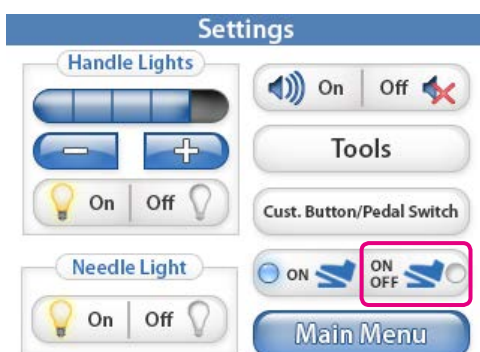 Settings
Handle Lights
On Off
Tools
On Off
Cust. Button/Pedal Switch
Needle Light
ON
ON
OFF
On Off
Main Menu